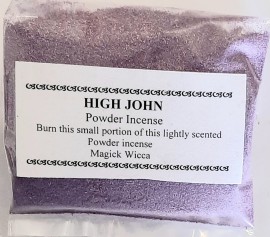 HIGH JOHN
Powder Incense
Burn this small portion of this lightly scented
Powder incense
Magick Wicca